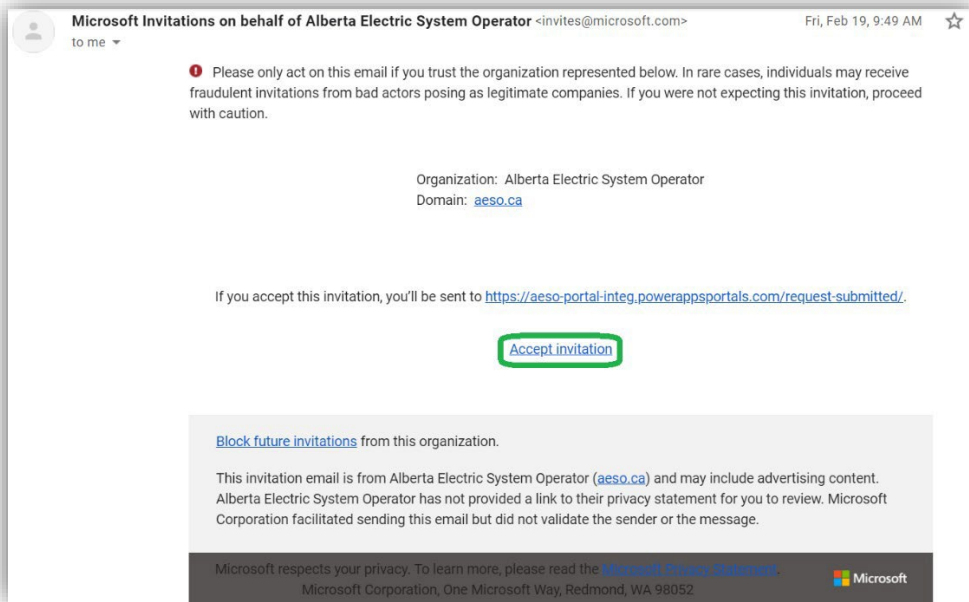 Microsoft Invitations on behalf of Alberta Electric System Operator <invites@microsoft.com> Fri, Feb 19, 9:49 AM
to me
Please only act on this email if you trust the organization represented below. In rare cases, individuals may receive
fraudulent invitations from bad actors posing as legitimate companies. If you were not expecting this invitation, proceed
with caution.
Organization: Alberta Electric System Operator
Domain: aeso.ca
If you accept this invitation, you'll be sent to https://aeso-portal-integ.powerappsportals.com/request-submitted/.
Accept invitation
Block future invitations from this organization.
This invitation email is from Alberta Electric System Operator (aeso.ca) and may include advertising content.
Alberta Electric System Operator has not provided a link to their privacy statement for you to review. Microsoft
Corporation facilitated sending this email but did not validate the sender or the message.
Microsoft respects your privacy. To learn more, please read the Microsoft Privacy Statement.
Microsoft Corporation, One Microsoft Way, Redmond, WA 98052
Microsoft